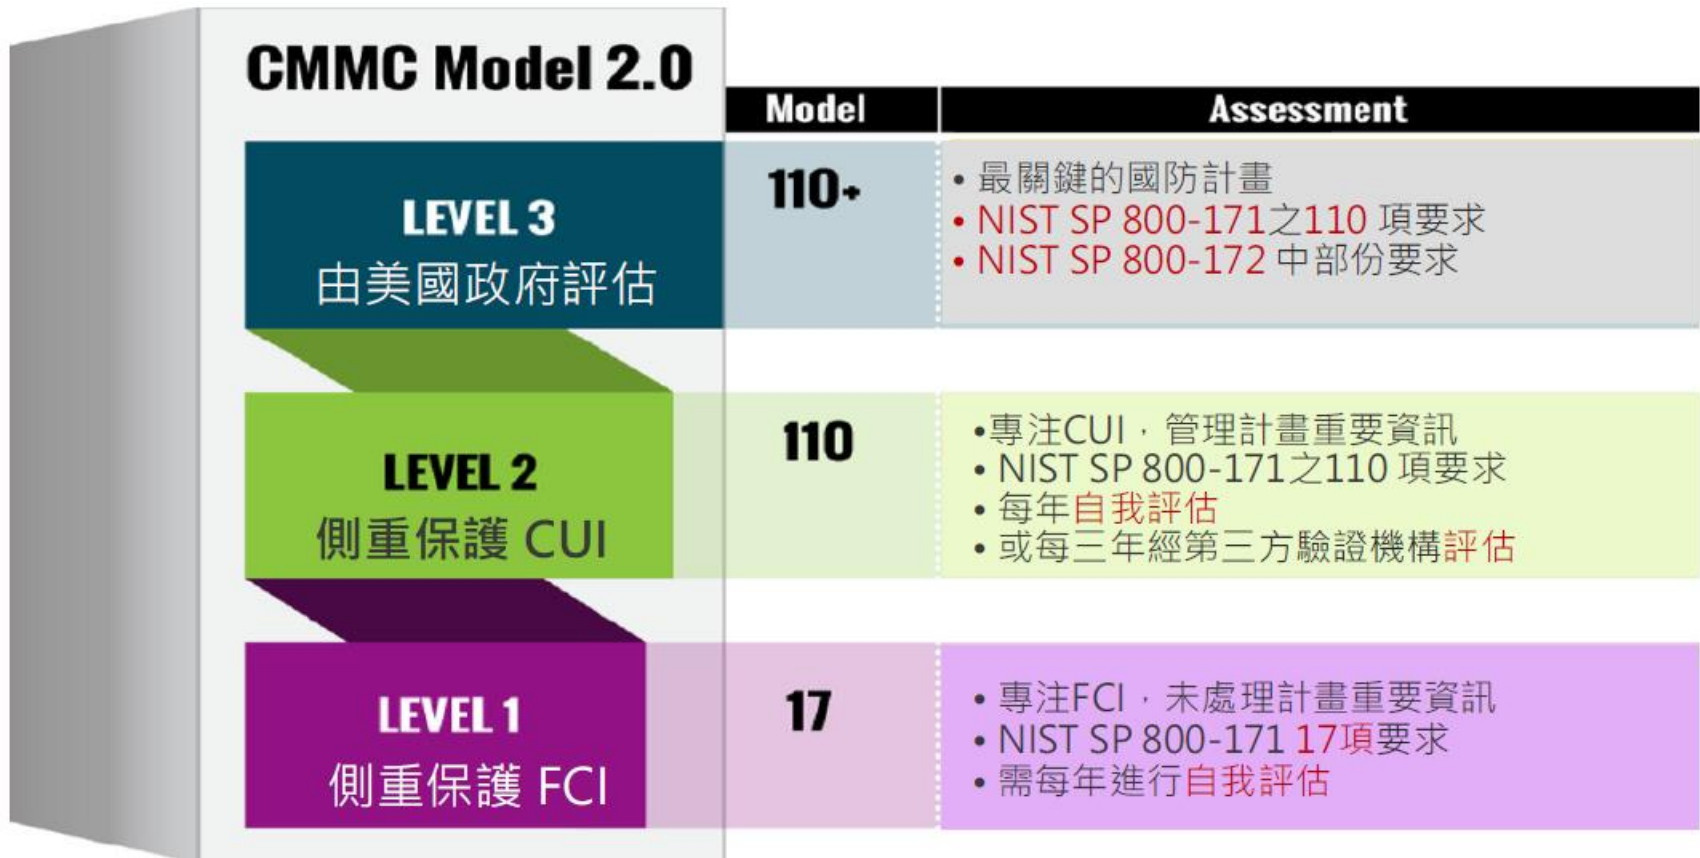 CMMC Model 2.0
Model
Assessment
LEVEL 3
由美國政府評估
110+
• 最關鍵的國防計畫
• NIST SP 800-171之110 項要求
• NIST SP 800-172 中部份要求
LEVEL 2
側重保護 CUI
110
•專注CUI，管理計畫重要資訊
• NIST SP 800-171之110 項要求
• 每年自我評估
• 或每三年經第三方驗證機構評估
LEVEL 1
側重保護 FCI
17
• 專注FCI，未處理計畫重要資訊
• NIST SP 800-171 17項要求
• 需每年進行自我評估